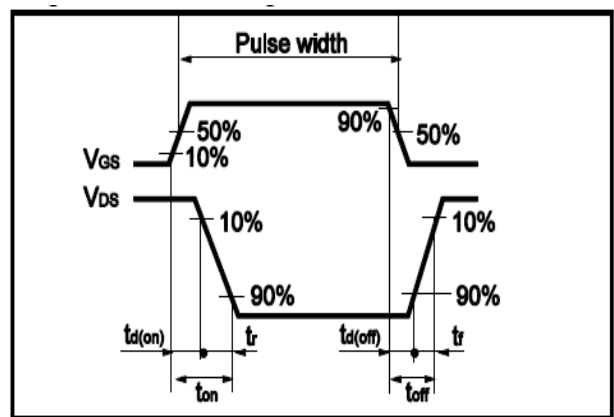 Pulse width
90%
50%
50%
VGS
10%
VDS
10%
10%
90%
90%
td(on)
tr
td(off)
tf
ton
toff